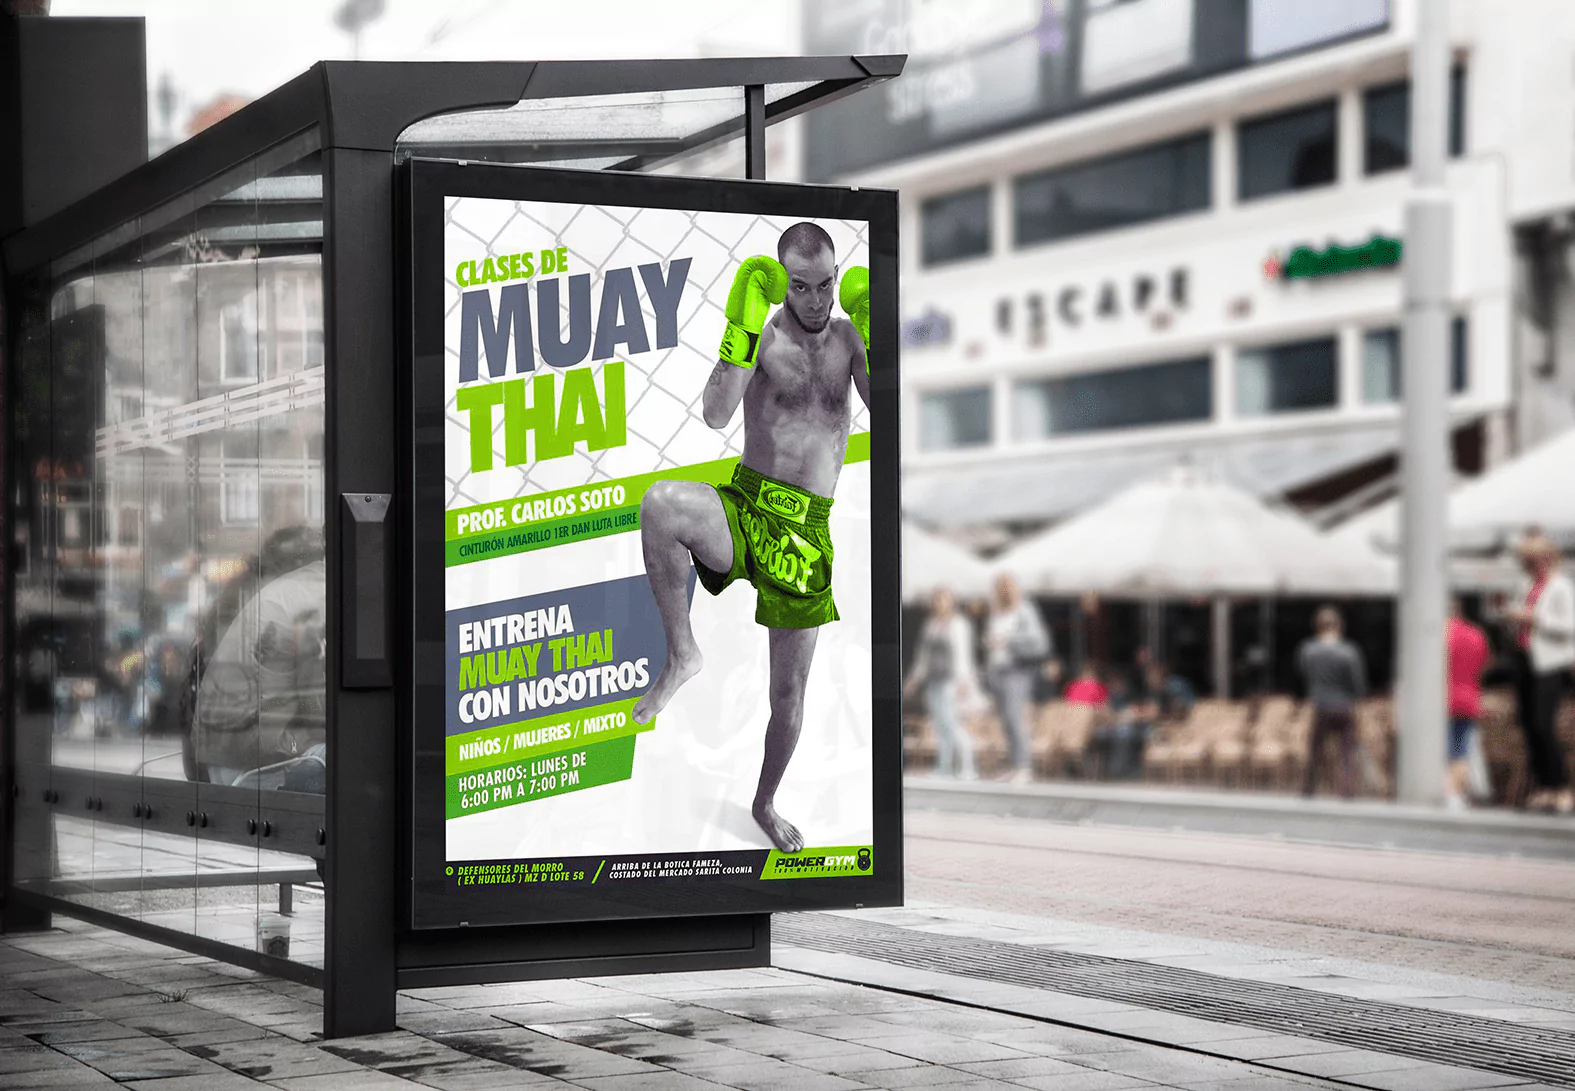 CLASES DE
MUAY
THAI
PROF. CARLOS SOTO
CINTURÓN AMARILLO 1ER DAN LUTA LIBRE
ENTRENA
MUAY THAI
CON NOSOTROS
NIÑOS / MUJERES / MIXTO
HORARIOS: LUNES DE
6:00 PM A 7:00 PM
DEFENSORES DEL MORRO
( EX HUAYLAS ) MZ D LOTE 58
ARRIBA DE LA BOTICA FAMEZA,
COSTADO DEL MERCADO SARITA COLONIA
POWERGYM
Fairtex
Fairtex
ESCAPE